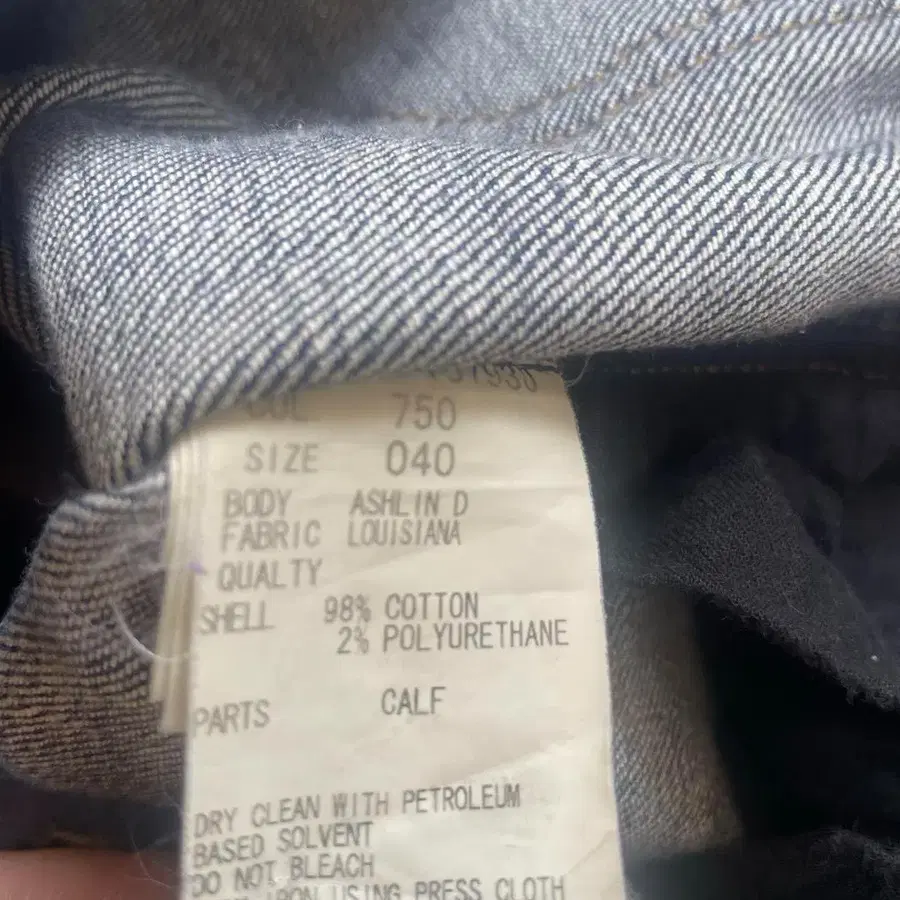 750
SIZE 040
BODY ASHLIN D
FABRIC LOUISIANA
QUALTY
SHELL 98% COTTON
2% POLYURETHANE
PARTS CALF
DRY CLEAN WITH PETROLEUM
BASED SOLVENT
DO NOT BLEACH
IRON USING PRESS CLOTH